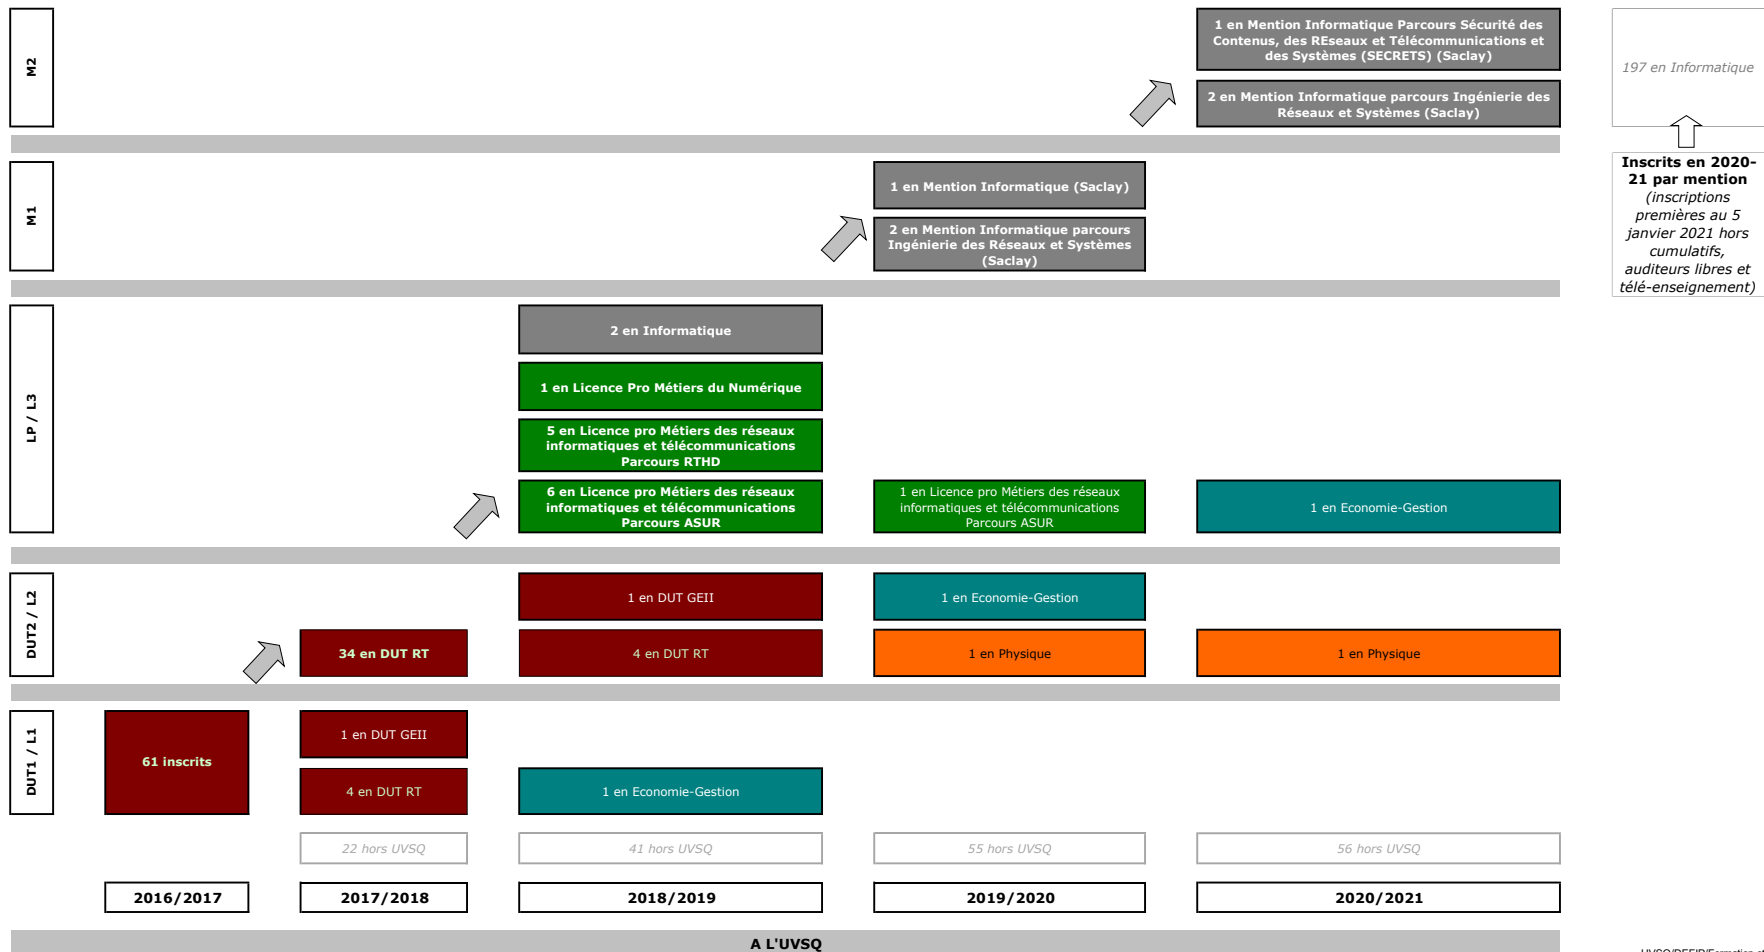 M2
1 en Mention Informatique Parcours Sécurité des
Contenus, des REseaux et Télécommunications et
des Systèmes (SECRETS) (Saclay)
2 en Mention Informatique parcours Ingénierie des
Réseaux et Systèmes (Saclay)
197 en Informatique
Inscrits en 2020-
21 par mention
(inscriptions
premières au 5
janvier 2021 hors
cumulatifs,
auditeurs libres et
télé-enseignement)
M1
1 en Mention Informatique (Saclay)
2 en Mention Informatique parcours
Ingénierie des Réseaux et Systèmes
(Saclay)
LP / L3
2 en Informatique
1 en Licence Pro Métiers du Numérique
5 en Licence pro Métiers des réseaux
informatiques et télécommunications
Parcours RTHD
6 en Licence pro Métiers des réseaux
informatiques et télécommunications
Parcours ASUR
1 en Licence pro Métiers des réseaux
informatiques et télécommunications
Parcours ASUR
1 en Economie-Gestion
DUT2 / L2
1 en DUT GEII
1 en Economie-Gestion
34 en DUT RT
4 en DUT RT
1 en Physique
1 en Physique
DUT1 / L1
61 inscrits
1 en DUT GEII
4 en DUT RT
1 en Economie-Gestion
22 hors UVSQ
41 hors UVSQ
55 hors UVSQ
56 hors UVSQ
2016/2017
2017/2018
2018/2019
2019/2020
2020/2021
A L'UVSQ